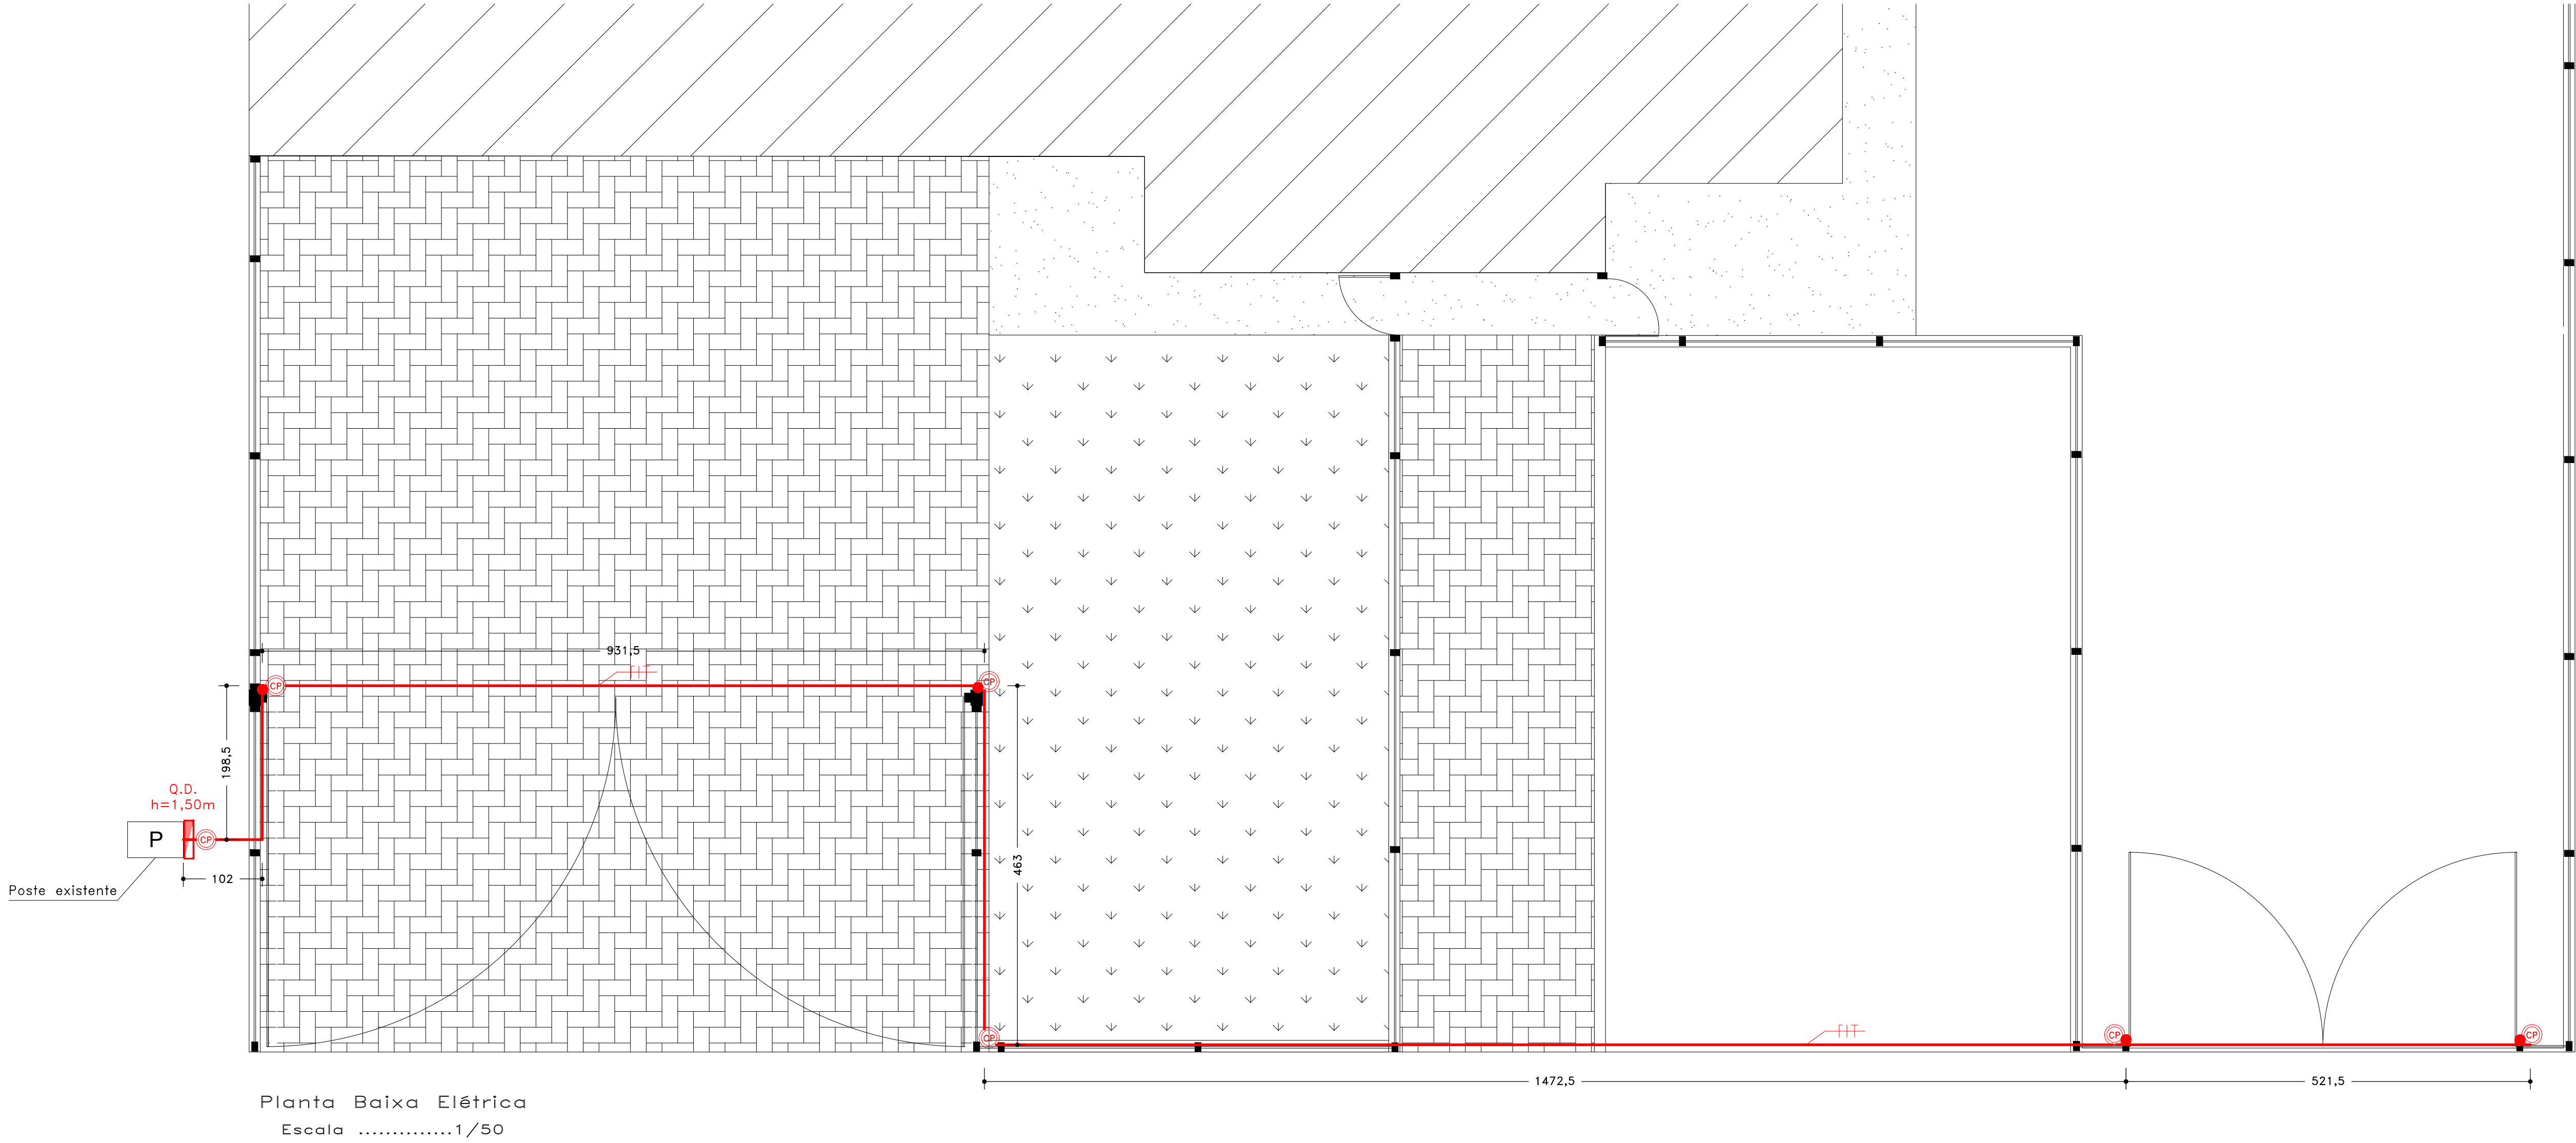 931,5
CP
CP
198,5
Q.D.
h=1,50m
P
CP
463
102
Poste existente
CP
CP
CP
1472,5
521,5
Planta Baixa Elétrica
Escala ..............1/50